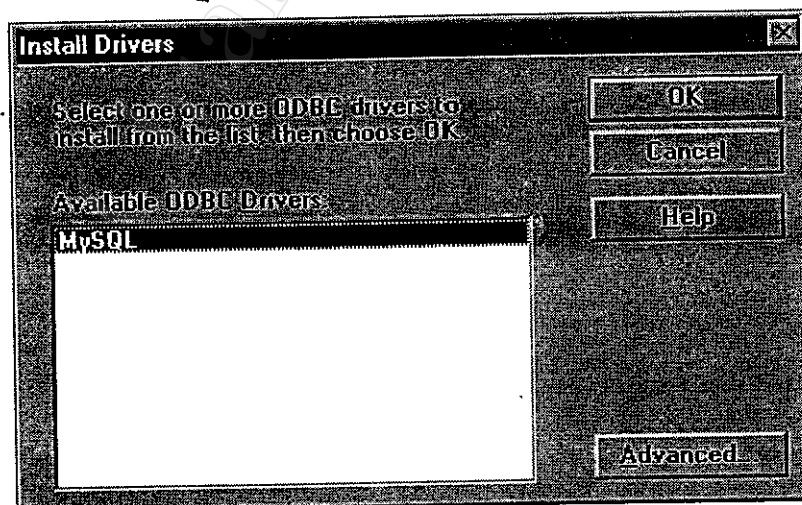 Install Drivers
Select one or more ODBC drivers to
install from the list, then choose OK.
OK
Cancel
Help
Available ODBC Drivers:
MySQL
Advanced...